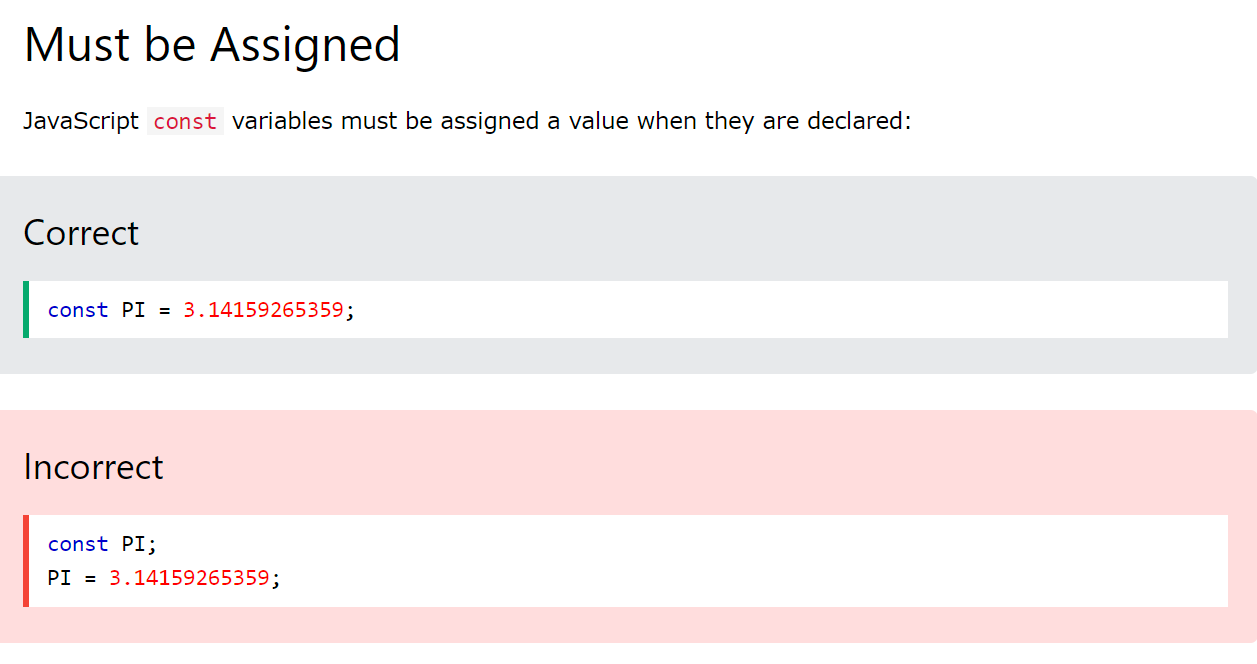 Must be Assigned
JavaScript const variables must be assigned a value when they are declared:
Correct
const PI = 3.14159265359;
Incorrect
const PI;
PI = 3.14159265359;